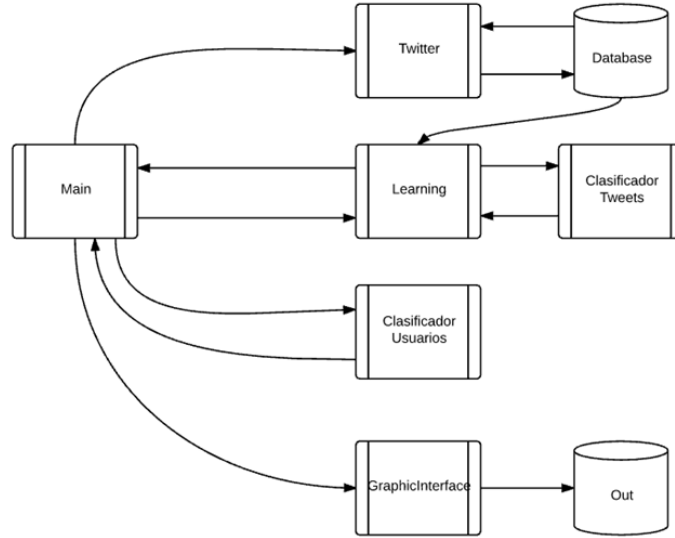 Twitter
Database
Main
Learning
Clasificador
Tweets
Clasificador
Usuarios
GraphicInterface
Out